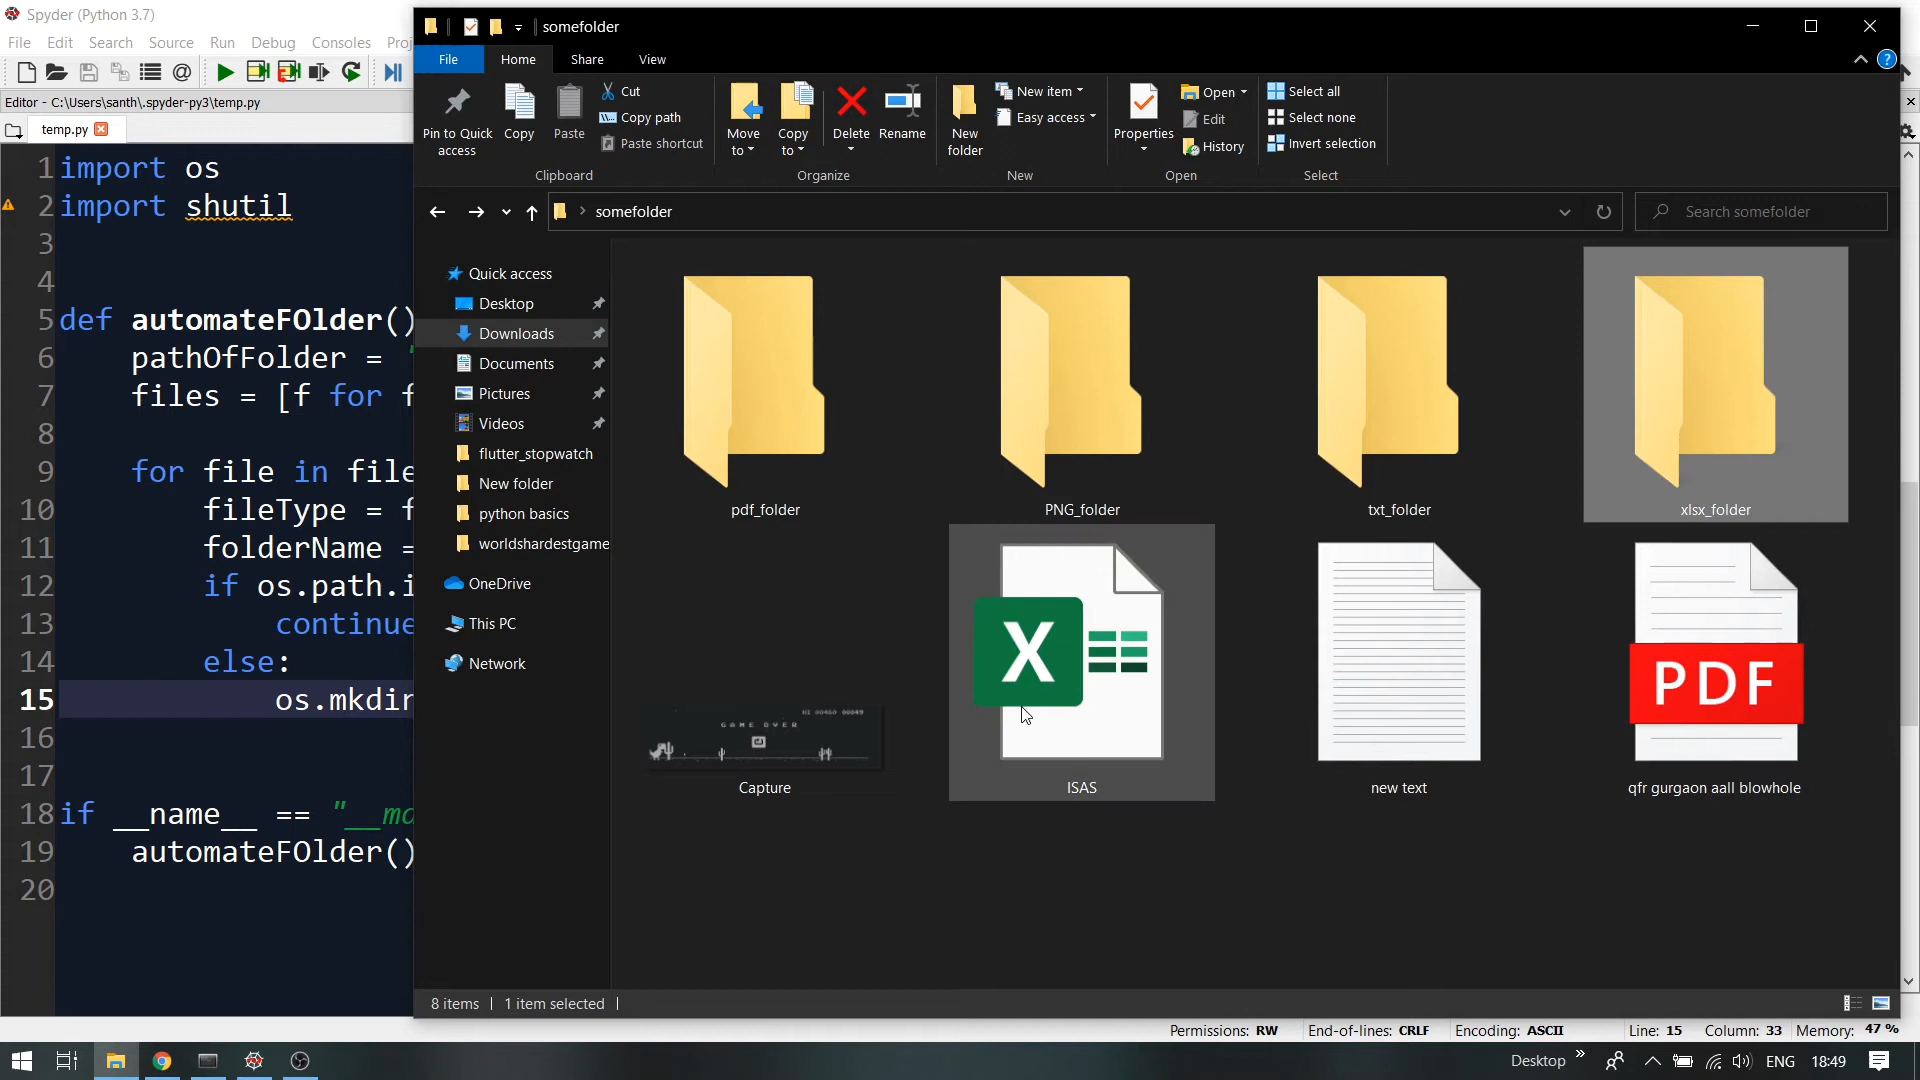 Spyder (Python 3.7)
File Edit Search Source Run Debug Consoles Proj
Editor - C:\Users\santh\.spyder-py3\temp.py
temp.py
1 import os
2 import shutil
3
4
5 def automateFOlder()
6 pathOfFolder = '
7 files = [f for f
8
9 for file in file
10 fileType = f
11 folderName =
12 if os.path.i
13 continue
14 else:
15 os.mkdir
16
17
18 if __name__ == "__ma
19 automateFOlder()
20
somefolder
File Home Share View
Pin to Quick access
Copy
Paste
Cut
Copy path
Paste shortcut
Clipboard
Move to
Copy to
Delete
Rename
Organize
New folder
New item
Easy access
New
Properties
Open
Edit
History
Open
Select all
Select none
Invert selection
Select
somefolder
Search somefolder
Quick access
Desktop
Downloads
Documents
Pictures
Videos
flutter_stopwatch
New folder
python basics
worldshardestgame
OneDrive
This PC
Network
pdf_folder
PNG_folder
txt_folder
xlsx_folder
HI 00460 00049
GAME OVER
Capture
X
ISAS
new text
PDF
qfr gurgaon aall blowhole
8 items 1 item selected
Permissions: RW End-of-lines: CRLF Encoding: ASCII Line: 15 Column: 33 Memory: 47 %
Desktop » ENG 18:49